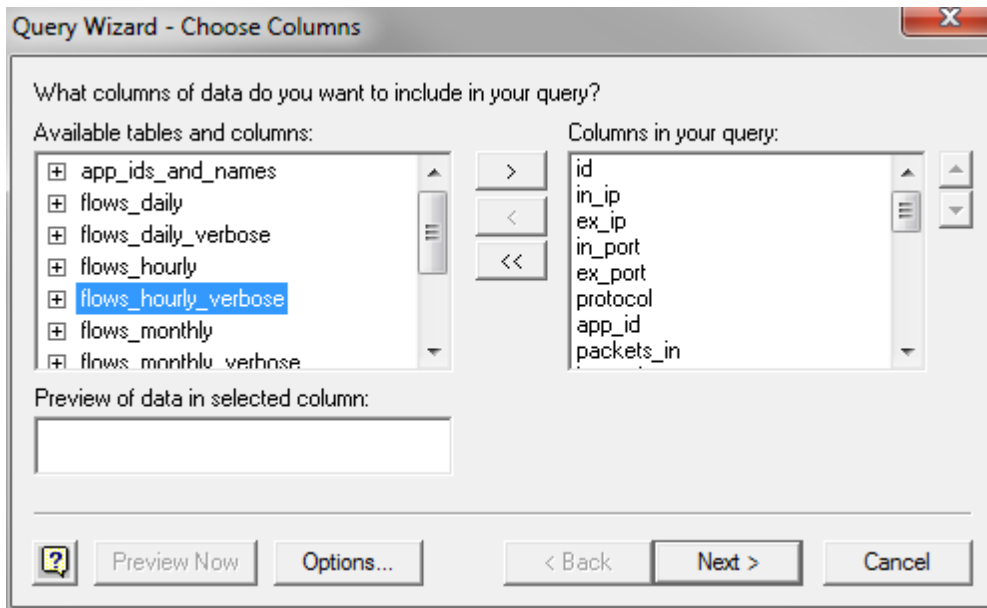 Query Wizard - Choose Columns
What columns of data do you want to include in your query?
Available tables and columns:
Columns in your query:
app_ids_and_names
flows_daily
flows_daily_verbose
flows_hourly
flows_hourly_verbose
flows_monthly
flows_monthly_verbose
>
<
<<
id
in_ip
ex_ip
in_port
ex_port
protocol
app_id
packets_in
Preview of data in selected column:
Preview Now
Options...
< Back
Next >
Cancel